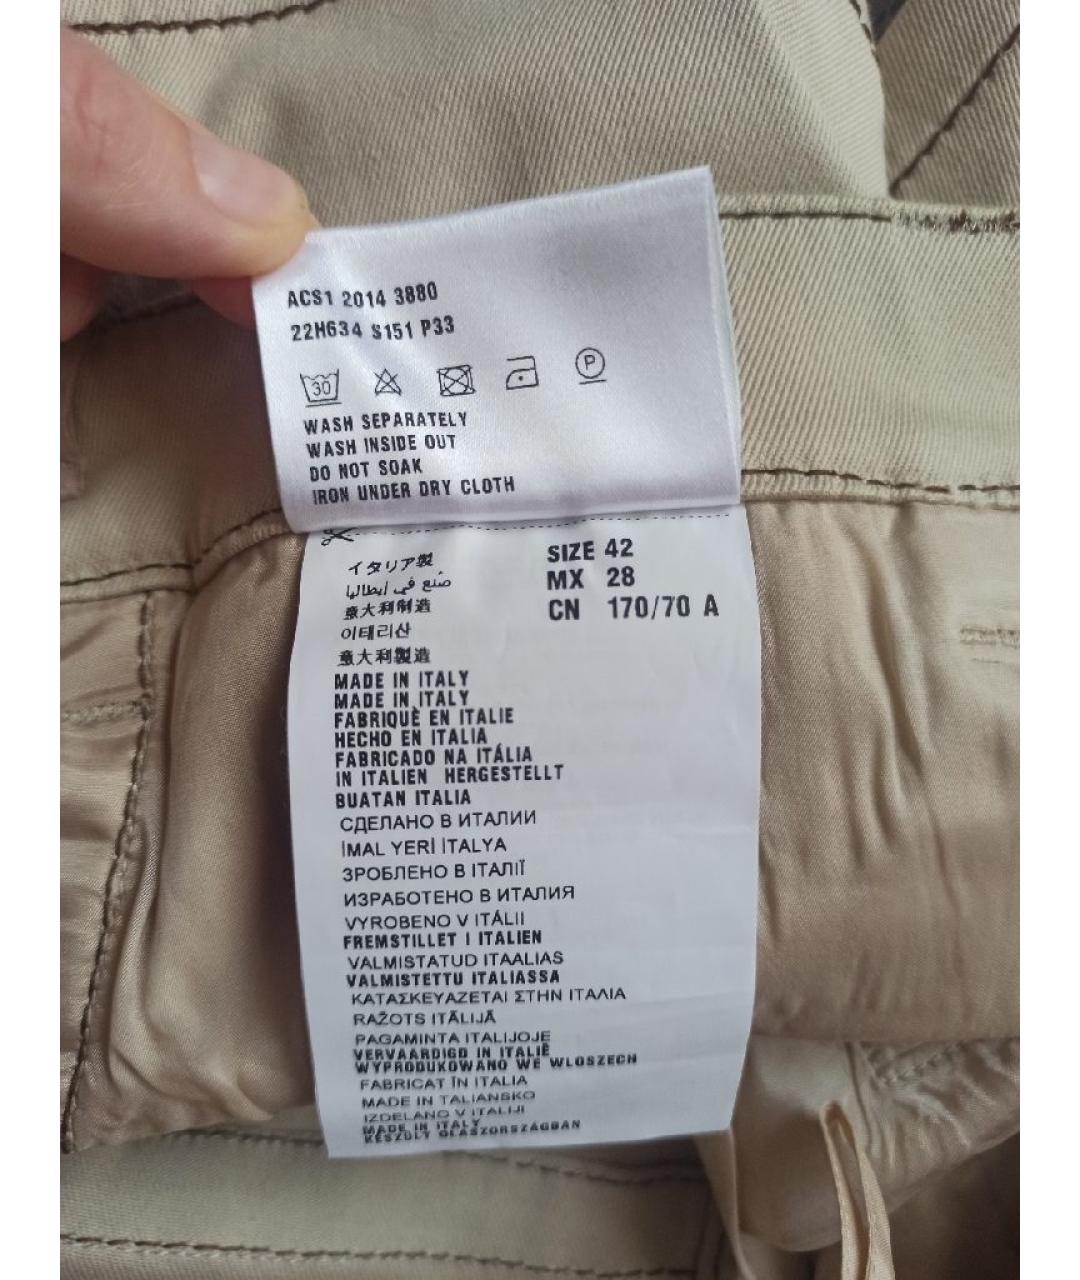 ACS1 2014 3880
22H634 S151 P33
30 P
WASH SEPARATELY
WASH INSIDE OUT
DO NOT SOAK
IRON UNDER DRY CLOTH
イタリア製
صنع في إيطاليا
意大利制造
이태리산
意大利製造
SIZE 42
MX 28
CN 170/70 A
MADE IN ITALY
MADE IN ITALY
FABRIQUÈ EN ITALIE
HECHO EN ITALIA
FABRICADO NA ITÁLIA
IN ITALIEN HERGESTELLT
BUATAN ITALIA
СДЕЛАНО В ИТАЛИИ
İMAL YERİ İTALYA
ЗРОБЛЕНО В ІТАЛІЇ
ИЗРАБОТЕНО В ИТАЛИЯ
VYROBENO V ITÁLII
FREMSTILLET I ITALIEN
VALMISTATUD ITAALIAS
VALMISTETTU ITALIASSA
ΚΑΤΑΣΚΕΥΑΖΕΤΑΙ ΣΤΗΝ ΙΤΑΛΙΑ
RAŽOTS ITĀLIJĀ
PAGAMINTA ITALIJOJE
VERVAARDIGD IN ITALIË
WYPRODUKOWANO WE WLOSZECH
FABRICAT ÎN ITALIA
MADE IN TALIANSKO
IZDELANO V ITALIJI
MADE IN ITALY
KÉSZÜLT OLASZORSZÁGBAN